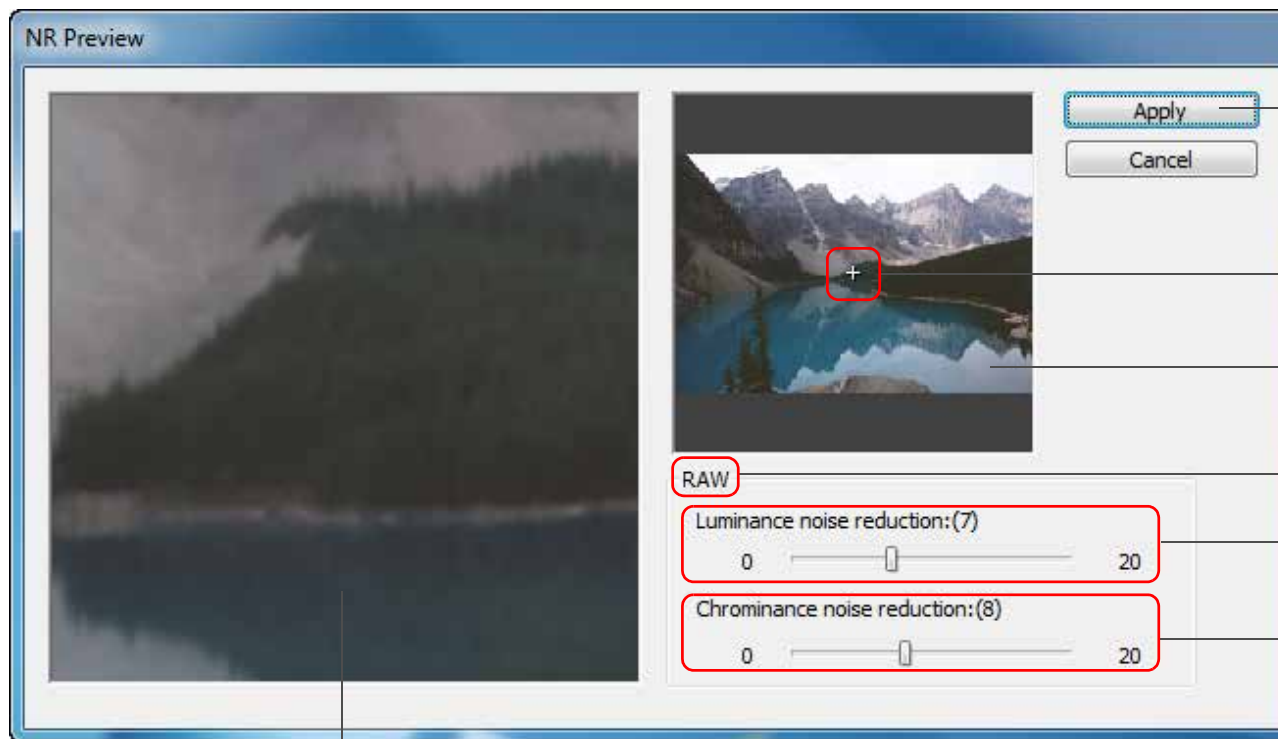 NR Preview
Apply
Cancel
RAW
Luminance noise reduction:(7)
0 20
Chrominance noise reduction:(8)
0 20